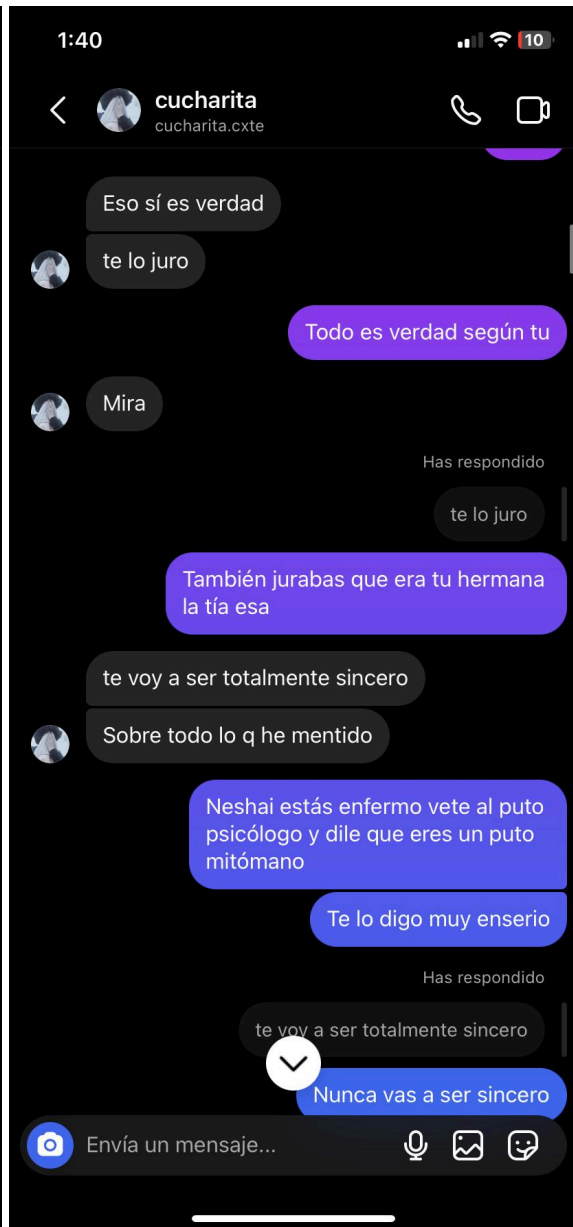 1:40
10
cucharita
cucharita.cxte
Eso sí es verdad
te lo juro
Todo es verdad según tu
Mira
Has respondido
te lo juro
También jurabas que era tu hermana
la tía esa
te voy a ser totalmente sincero
Sobre todo lo q he mentido
Neshai estás enfermo vete al puto
psicólogo y dile que eres un puto
mitómano
Te lo digo muy enserio
Has respondido
te voy a ser totalmente sincero
Nunca vas a ser sincero
Envía un mensaje...